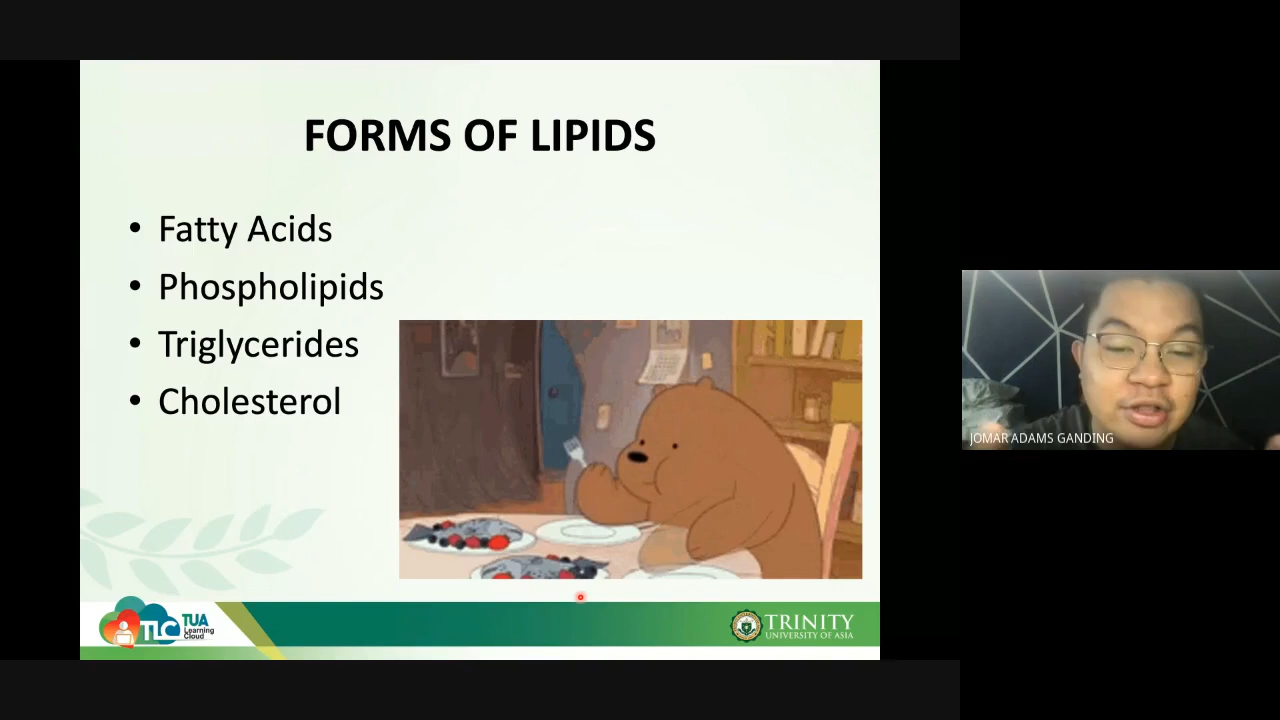 FORMS OF LIPIDS
• Fatty Acids
• Phospholipids
• Triglycerides
• Cholesterol
TLC
TUA
Learning
Cloud
TRINITY
UNIVERSITY OF ASIA
JOMAR ADAMS GANDING